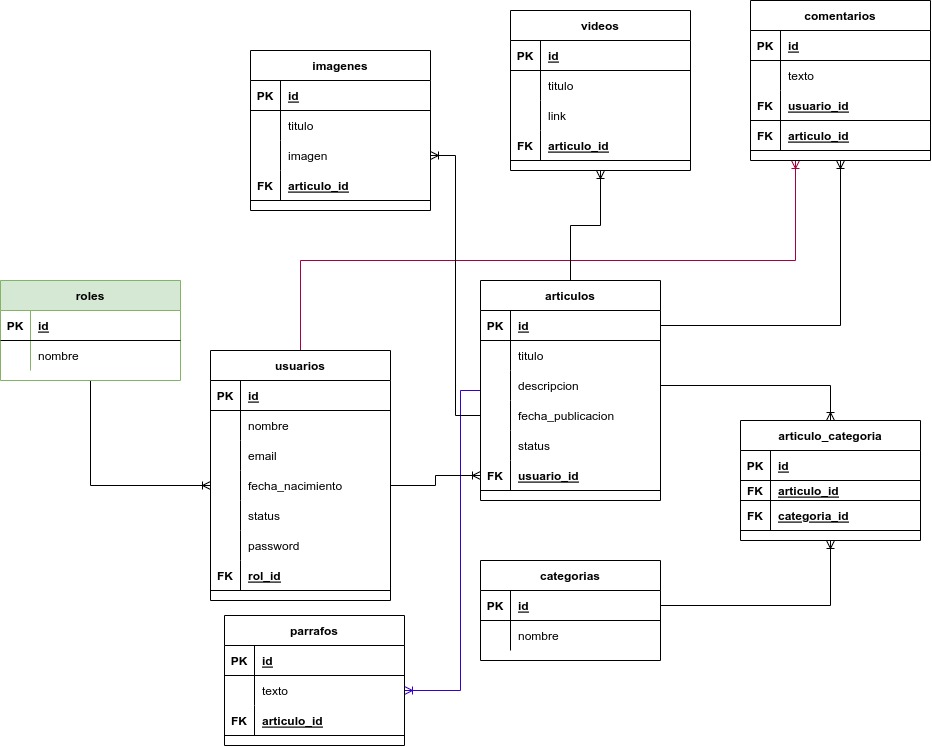 comentarios
PK id
texto
FK usuario_id
FK articulo_id
videos
PK id
titulo
link
FK articulo_id
imagenes
PK id
titulo
imagen
FK articulo_id
roles
PK id
nombre
articulos
PK id
titulo
descripcion
fecha_publicacion
status
FK usuario_id
usuarios
PK id
nombre
email
fecha_nacimiento
status
password
FK rol_id
articulo_categoria
PK id
FK articulo_id
FK categoria_id
categorias
PK id
nombre
parrafos
PK id
texto
FK articulo_id